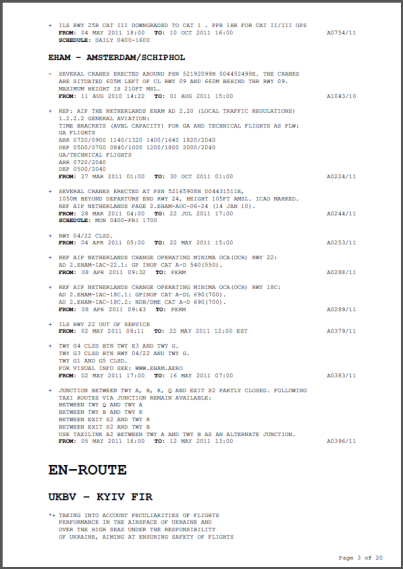 + ILS RWY 25R CAT III DOWNGRADED TO CAT I . PPR 1HR FOR CAT II/III OPS
FROM: 04 MAY 2011 18:00 TO: 10 OCT 2011 16:00 A0754/11
SCHEDULE: DAILY 0400-1600
EHAM - AMSTERDAM/SCHIPHOL
- SEVERAL CRANES ERECTED AROUND PSN 52192098N 004452498E. THE CRANES
ARE SITUATED 605M LEFT OF CL RWY 09 AND 660M BEHIND THR RWY 09.
MAXIMUM HEIGHT IS 210FT MSL.
FROM: 11 AUG 2010 14:22 TO: 01 AUG 2011 15:00 A1043/10
+ REF: AIP THE NETHERLANDS EHAM AD 2.20 (LOCAL TRAFFIC REGULATIONS)
1.2.2.2 GENERAL AVIATION:
TIME BRACKETS (AVBL CAPACITY) FOR GA AND TECHNICAL FLIGHTS AS FLW:
GA FLIGHTS
ARR 0720/0900 1140/1320 1400/1640 1820/2040
DEP 0500/0700 0840/1000 1200/1800 2000/2040
GA/TECHNICAL FLIGHTS
ARR 0720/2040
DEP 0500/2040
FROM: 27 MAR 2011 01:00 TO: 30 OCT 2011 01:00 A0224/11
+ SEVERAL CRANES ERECTED AT PSN 52165908N 004431511E,
1050M BEYOND DEPARTURE END RWY 24, HEIGHT 105FT AMSL. ICAO MARKED.
REF AIP NETHERLANDS PAGE 2.EHAM-AOC-06-24 (14 JAN 10).
FROM: 28 MAR 2011 04:00 TO: 22 JUL 2011 17:00 A0244/11
SCHEDULE: MON 0400-FRI 1700
+ RWY 04/22 CLSD.
FROM: 04 APR 2011 05:00 TO: 22 MAY 2011 15:00 A0253/11
+ REF AIP NETHERLANDS CHANGE OPERATING MINIMA OCA(OCH) RWY 22:
AD 2.EHAM-IAC-22.1: GP INOP CAT A-D 540(550).
FROM: 08 APR 2011 09:32 TO: PERM A0288/11
+ REF AIP NETHERLANDS CHANGE OPERATING MINIMA OCA(OCH) RWY 18C:
AD 2.EHAM-IAC-18C.1: GPINOP CAT A-DL 690(700).
AD 2.EHAM-IAC-18C.2: NDB/DME CAT A-D 690(700).
FROM: 08 APR 2011 09:43 TO: PERM A0289/11
+ ILS RWY 22 OUT OF SERVICE
FROM: 02 MAY 2011 08:11 TO: 22 MAY 2011 12:00 EST A0379/11
+ TWY G4 CLSD BTN TWY E3 AND TWY G.
TWY G3 CLSD BTN RWY 04/22 AND TWY G.
TWY G1 AND G5 CLSD.
FOR VISUAL INFO SEE: WWW.EHAM.AERO
FROM: 02 MAY 2011 17:00 TO: 16 MAY 2011 07:00 A0383/11
+ JUNCTION BETWEEN TWY A, B, R, Q AND EXIT S2 PARTLY CLOSED. FOLLOWING
TAXI ROUTES VIA JUNCTION REMAIN AVAILABLE:
BETWEEN TWY Q AND TWY A
BETWEEN TWY B AND TWY R
BETWEEN EXIT S2 AND TWY R
BETWEEN EXIT S2 AND TWY B
USE TAXILINK A2 BETWEEN TWY A AND TWY B AS AN ALTERNATE JUNCTION.
FROM: 05 MAY 2011 16:00 TO: 12 MAY 2011 13:00 A0396/11
EN-ROUTE
UKBV - KYIV FIR
*+ TAKING INTO ACCOUNT PECULIARITIES OF FLIGHTS
PERFORMANCE IN THE AIRSPACE OF UKRAINE AND
OVER THE HIGH SEAS UNDER THE RESPONSIBILITY
OF UKRAINE, AIMING AT ENSURING SAFETY OF FLIGHTS
Page 3 of 20